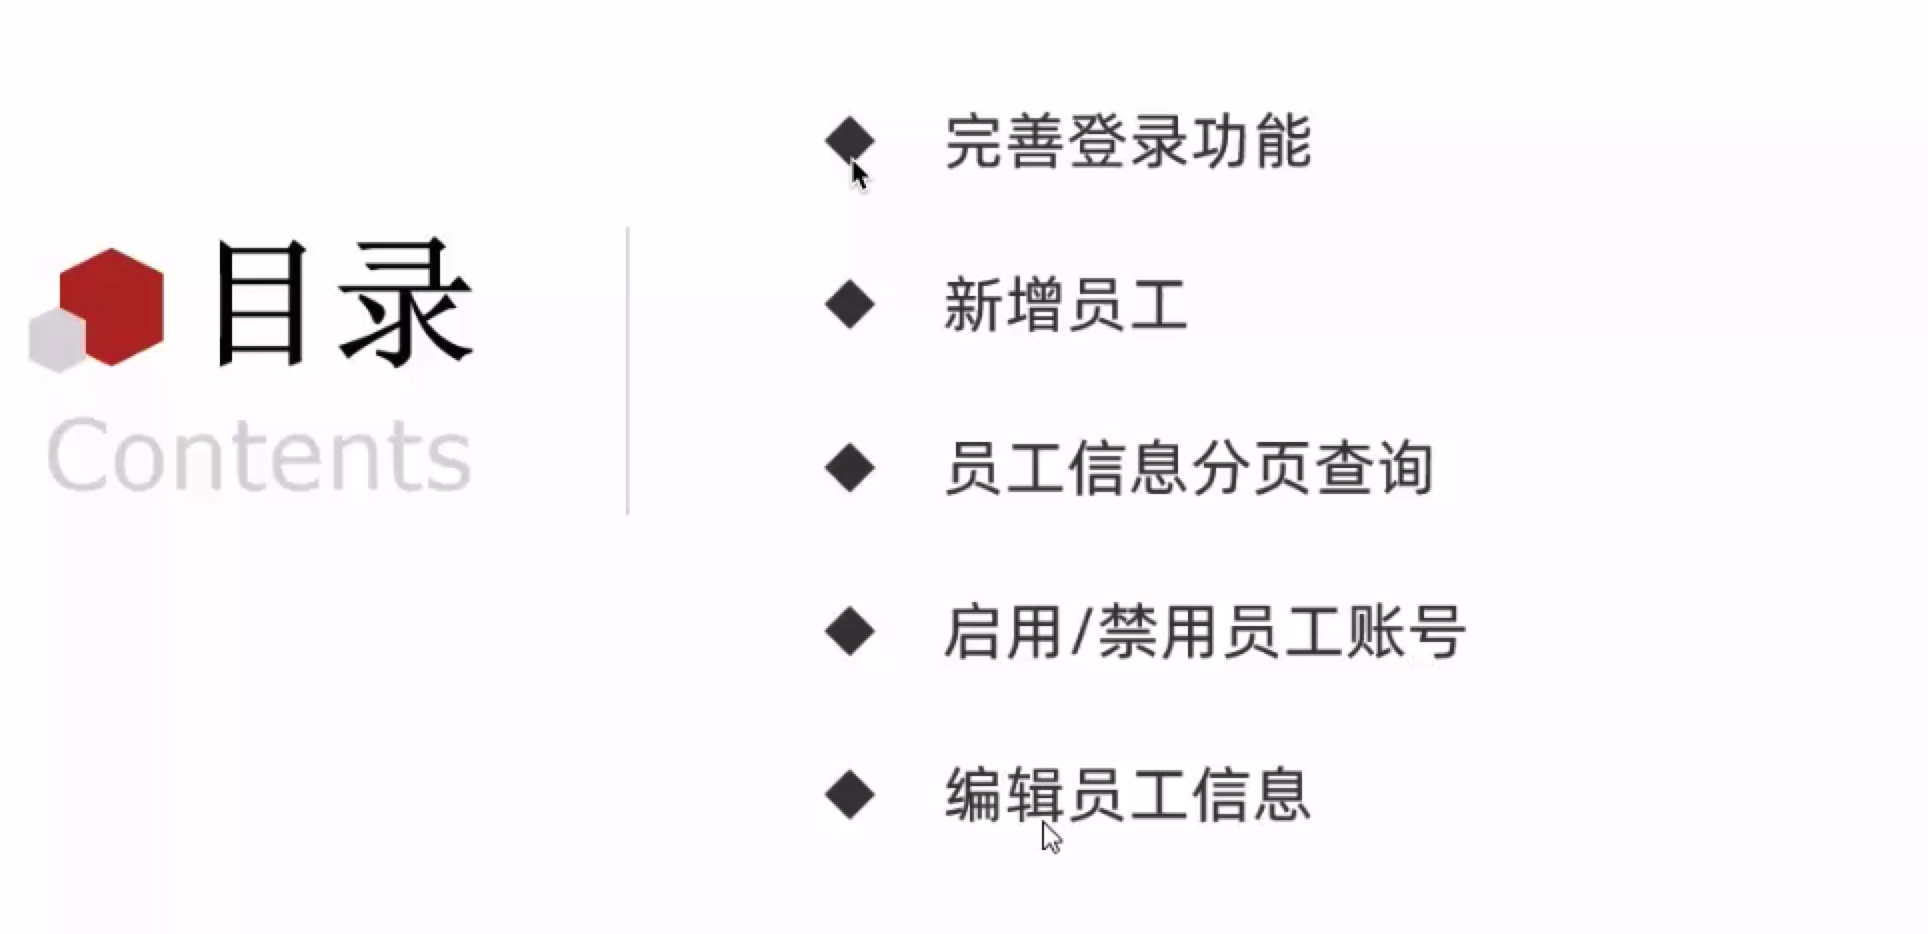 目录
Contents
完善登录功能
新增员工
员工信息分页查询
启用/禁用员工账号
编辑员工信息